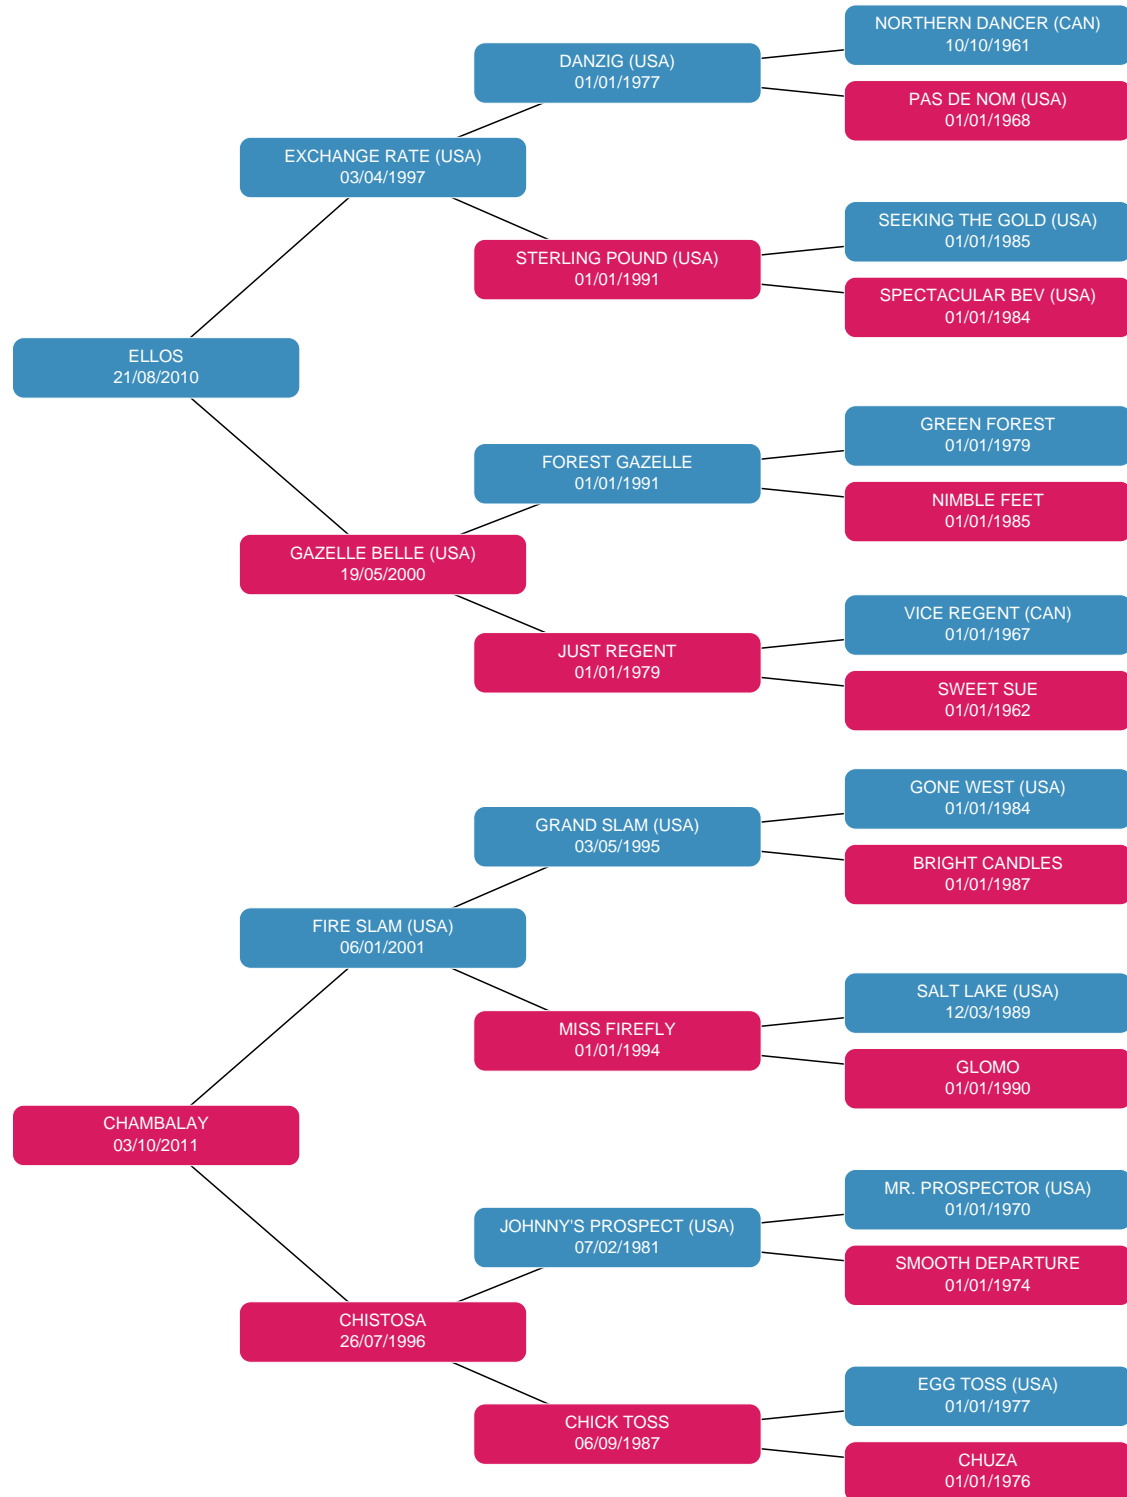 NORTHERN DANCER (CAN)
10/10/1961
DANZIG (USA)
01/01/1977
PAS DE NOM (USA)
01/01/1968
EXCHANGE RATE (USA)
03/04/1997
SEEKING THE GOLD (USA)
01/01/1985
STERLING POUND (USA)
01/01/1991
SPECTACULAR BEV (USA)
01/01/1984
ELLOS
21/08/2010
GREEN FOREST
01/01/1979
FOREST GAZELLE
01/01/1991
NIMBLE FEET
01/01/1985
GAZELLE BELLE (USA)
19/05/2000
VICE REGENT (CAN)
01/01/1967
JUST REGENT
01/01/1979
SWEET SUE
01/01/1962
GONE WEST (USA)
01/01/1984
GRAND SLAM (USA)
03/05/1995
BRIGHT CANDLES
01/01/1987
FIRE SLAM (USA)
06/01/2001
SALT LAKE (USA)
12/03/1989
MISS FIREFLY
01/01/1994
GLOMO
01/01/1990
CHAMBALAY
03/10/2011
MR. PROSPECTOR (USA)
01/01/1970
JOHNNY'S PROSPECT (USA)
07/02/1981
SMOOTH DEPARTURE
01/01/1974
CHISTOSA
26/07/1996
EGG TOSS (USA)
01/01/1977
CHICK TOSS
06/09/1987
CHUZA
01/01/1976